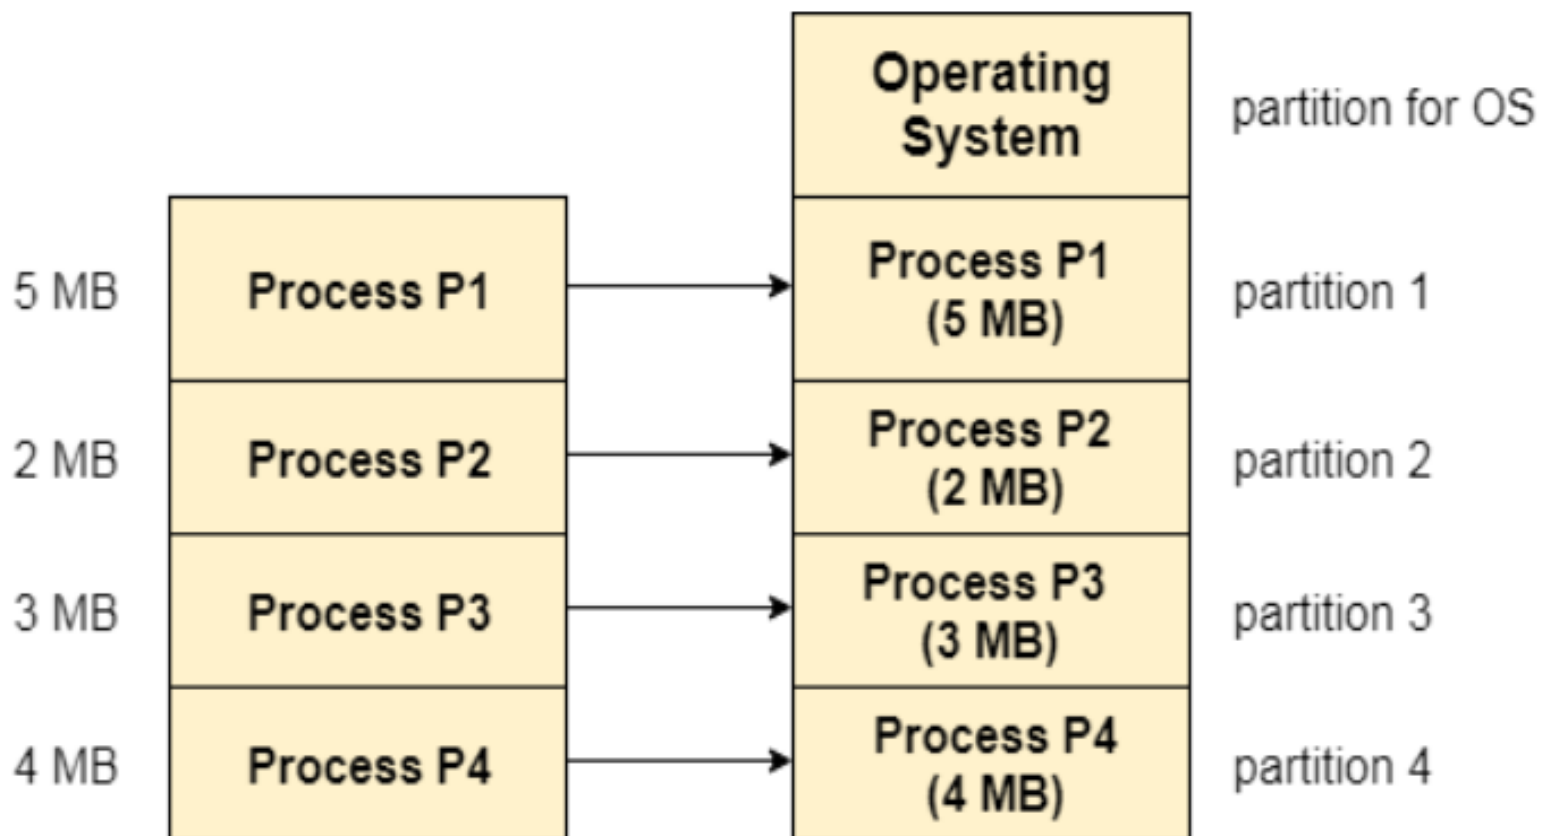 Operating
System
partition for OS
5 MB
Process P1
Process P1
(5 MB)
partition 1
2 MB
Process P2
Process P2
(2 MB)
partition 2
3 MB
Process P3
Process P3
(3 MB)
partition 3
4 MB
Process P4
Process P4
(4 MB)
partition 4